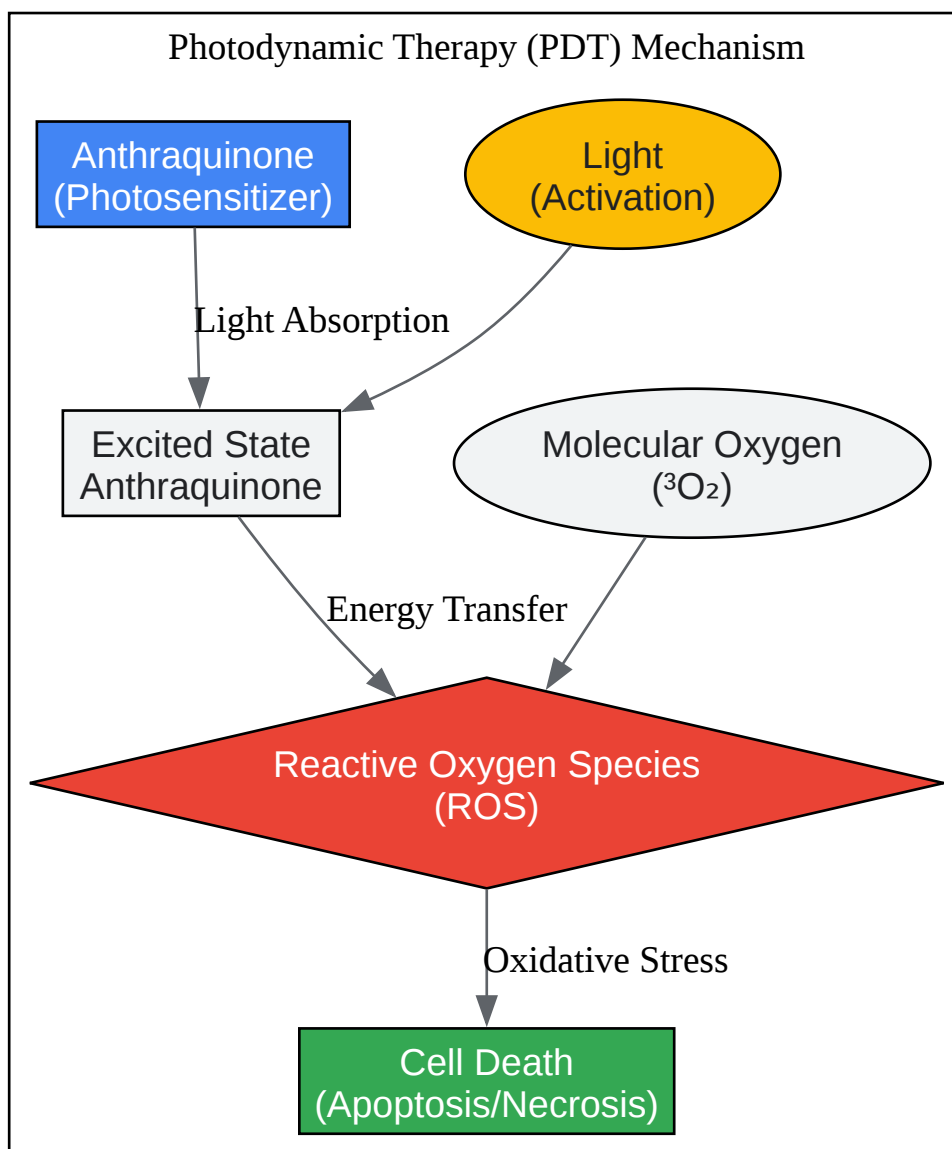 Photodynamic Therapy (PDT) Mechanism
Anthraquinone
(Photosensitizer)
Light
(Activation)
Light Absorption
Excited State
Anthraquinone
Molecular Oxygen
(³O₂)
Energy Transfer
Reactive Oxygen Species
(ROS)
Oxidative Stress
Cell Death
(Apoptosis/Necrosis)